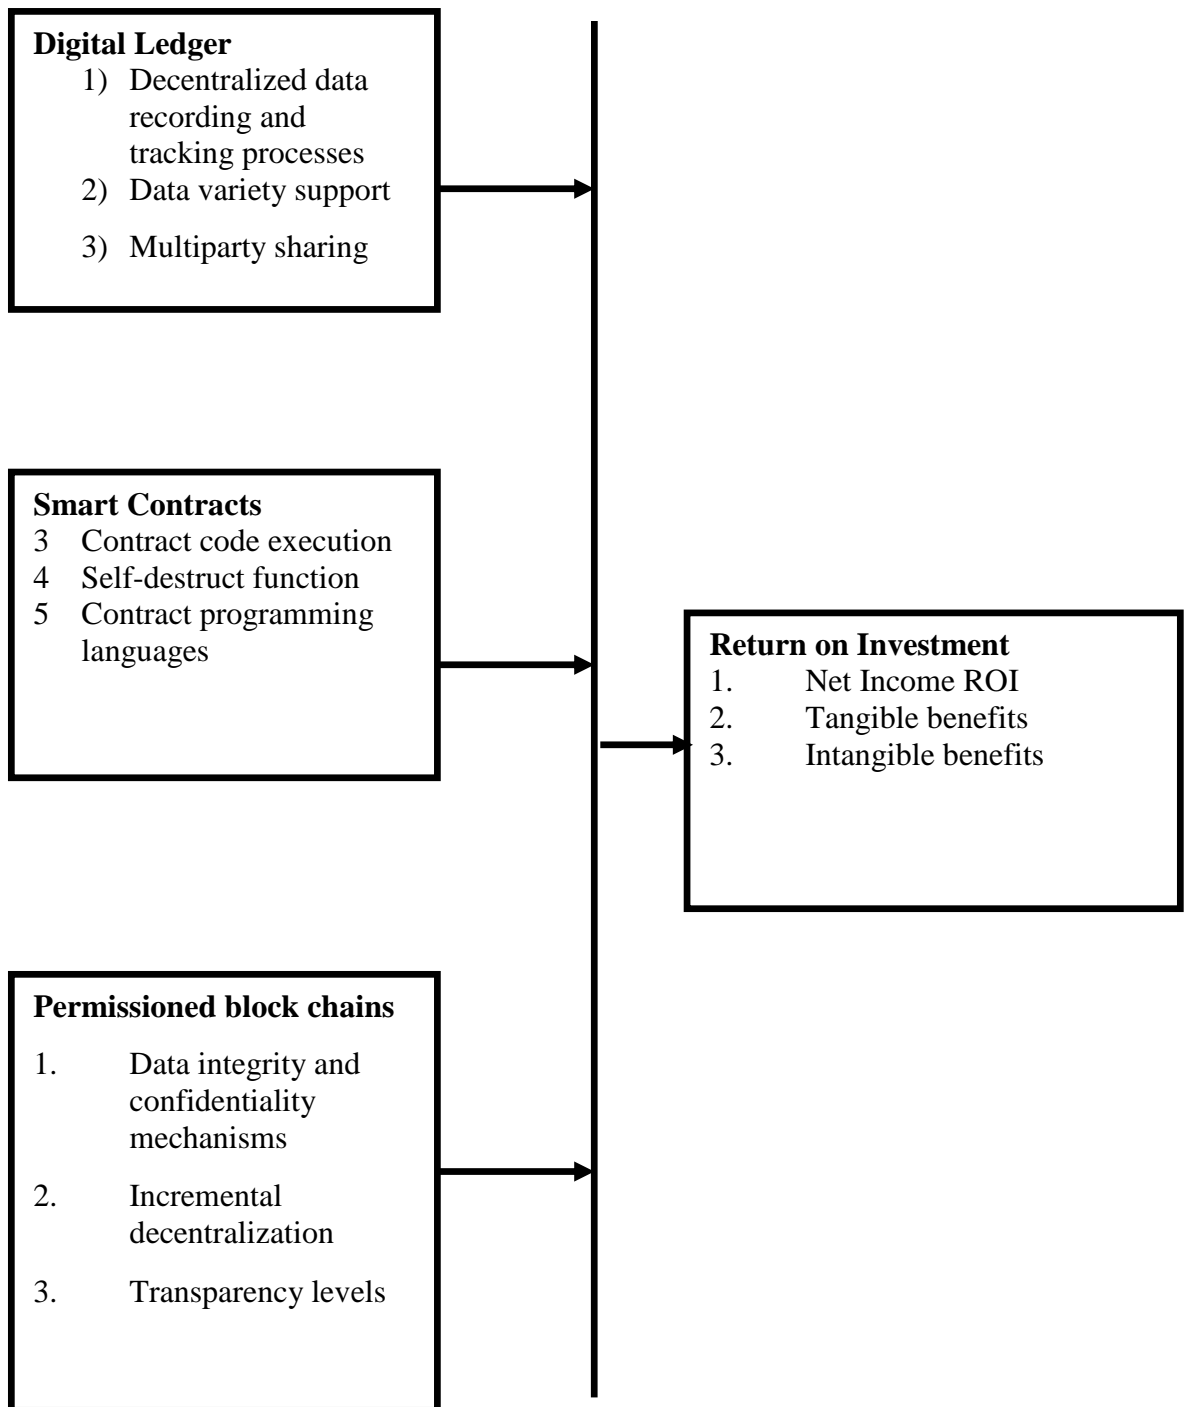 Digital Ledger
1) Decentralized data
recording and
tracking processes
2) Data variety support
3) Multiparty sharing
Smart Contracts
3 Contract code execution
4 Self-destruct function
5 Contract programming
languages
Return on Investment
1. Net Income ROI
2. Tangible benefits
3. Intangible benefits
Permissioned block chains
1. Data integrity and
confidentiality
mechanisms
2. Incremental
decentralization
3. Transparency levels